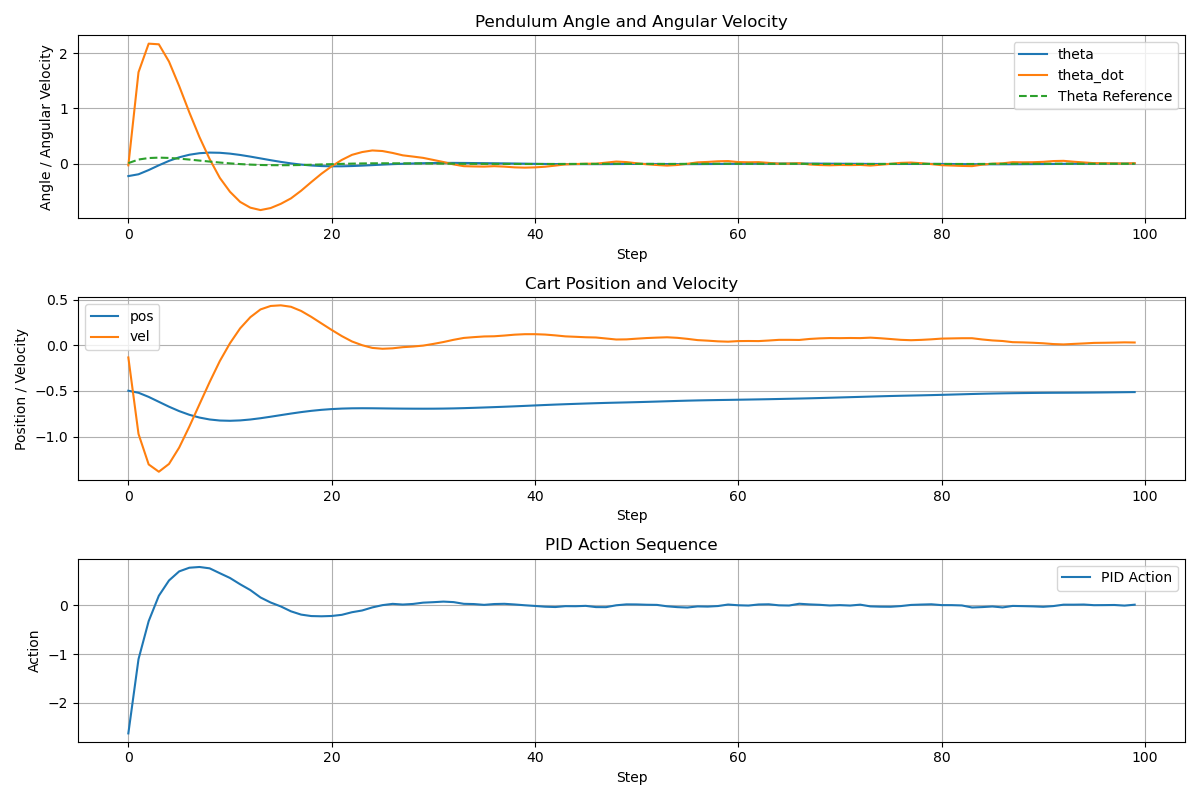 Pendulum Angle and Angular Velocity
Angle / Angular Velocity
2
1
0
theta
theta_dot
Theta Reference
0
20
40
60
80
100
Step
Cart Position and Velocity
Position / Velocity
0.5
0.0
−0.5
−1.0
pos
vel
0
20
40
60
80
100
Step
PID Action Sequence
Action
0
−1
−2
PID Action
0
20
40
60
80
100
Step